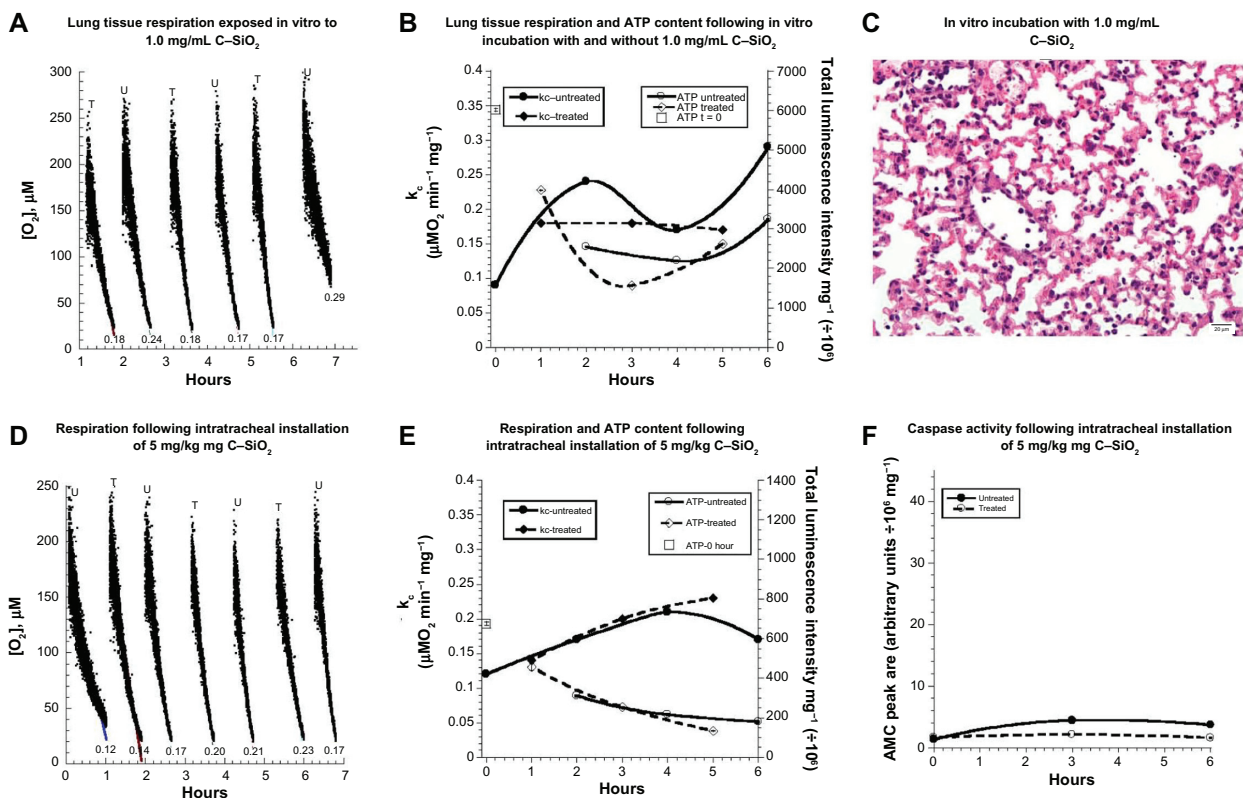 A
Lung tissue respiration exposed in vitro to
1.0 mg/mL C–SiO₂
300
250
200
150
100
50
0
[O₂], μM
T
U
T
U
T
U
0.18
0.24
0.18
0.17
0.17
0.29
1
2
3
4
5
6
7
Hours
B
Lung tissue respiration and ATP content following in vitro
incubation with and without 1.0 mg/mL C–SiO₂
0.4
0.35
0.3
0.25
0.2
0.15
0.1
0.05
0
k꜀
(μMO₂ min⁻¹ mg⁻¹)
kc–untreated
kc–treated
ATP untreated
ATP treated
ATP t = 0
7000
6000
5000
4000
3000
2000
1000
0
Total luminescence intensity mg⁻¹ (÷10⁶)
0
1
2
3
4
5
6
Hours
C
In vitro incubation with 1.0 mg/mL
C–SiO₂
20 μm
D
Respiration following intratracheal installation
of 5 mg/kg mg C–SiO₂
250
200
150
100
50
0
[O₂], μM
U
T
U
T
U
T
U
0.12
0.14
0.17
0.20
0.21
0.23
0.17
0
1
2
3
4
5
6
7
Hours
E
Respiration and ATP content following
intratracheal installation of 5 mg/kg C–SiO₂
0.4
0.35
0.3
0.25
0.2
0.15
0.1
0.05
0
k꜀
(μMO₂ min⁻¹ mg⁻¹)
kc-untreated
kc-treated
ATP-untreated
ATP-treated
ATP-0 hour
1400
1200
1000
800
600
400
200
0
Total luminescence intensity mg⁻¹ (÷10⁶)
0
1
2
3
4
5
6
Hours
F
Caspase activity following intratracheal installation
of 5 mg/kg mg C–SiO₂
40
30
20
10
0
AMC peak are (arbitrary units ÷10⁶ mg⁻¹)
Untreated
Treated
0
1
2
3
4
5
6
Hours